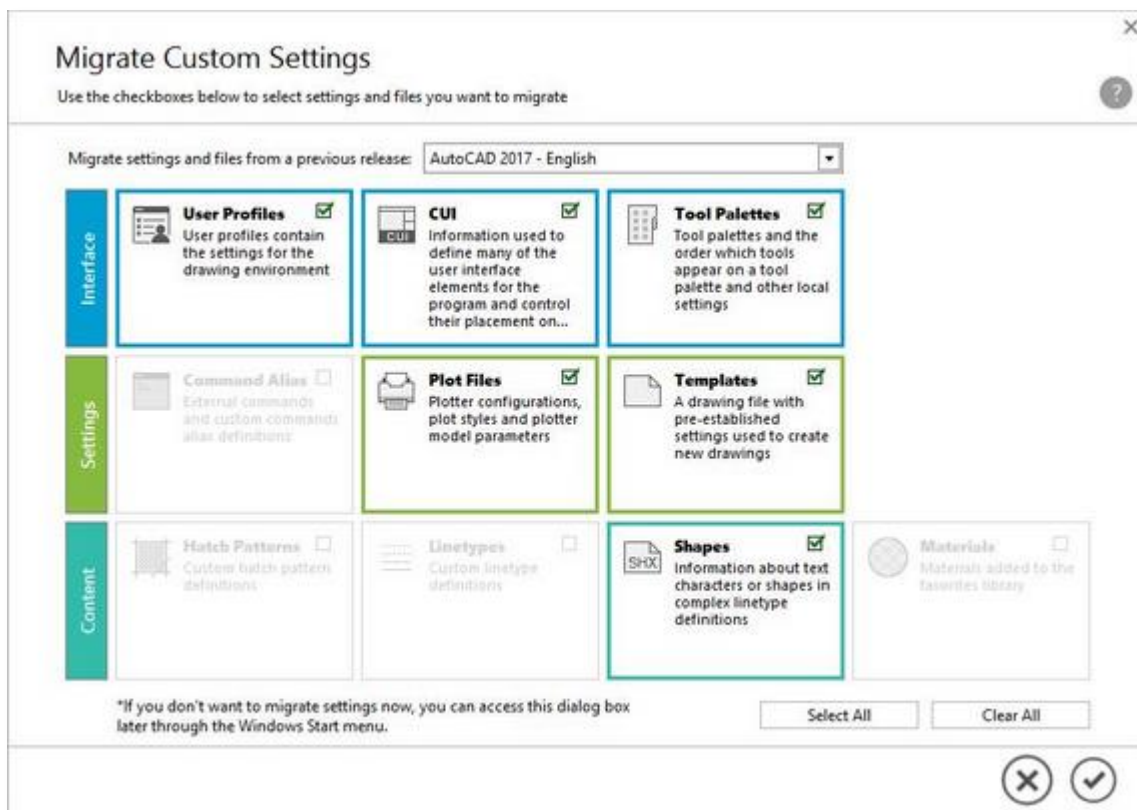 Migrate Custom Settings
Use the checkboxes below to select settings and files you want to migrate
?
Migrate settings and files from a previous release: AutoCAD 2017 - English
Interface
User Profiles
User profiles contain
the settings for the
drawing environment
CUI
CUI
Information used to
define many of the
user interface
elements for the
program and control
their placement on...
Tool Palettes
Tool palettes and the
order which tools
appear on a tool
palette and other local
settings
Settings
Command Alias
External commands
and custom command
alias definitions
Plot Files
Plotter configurations,
plot styles and plotter
model parameters
Templates
A drawing file with
pre-established
settings used to create
new drawings
Content
Hatch Patterns
Custom hatch pattern
definitions
Linetypes
Custom linetype
definitions
SHX
Shapes
Information about text
characters or shapes in
complex linetype
definitions
Materials
Materials added to the
favorites library
*If you don't want to migrate settings now, you can access this dialog box
later through the Windows Start menu.
Select All
Clear All